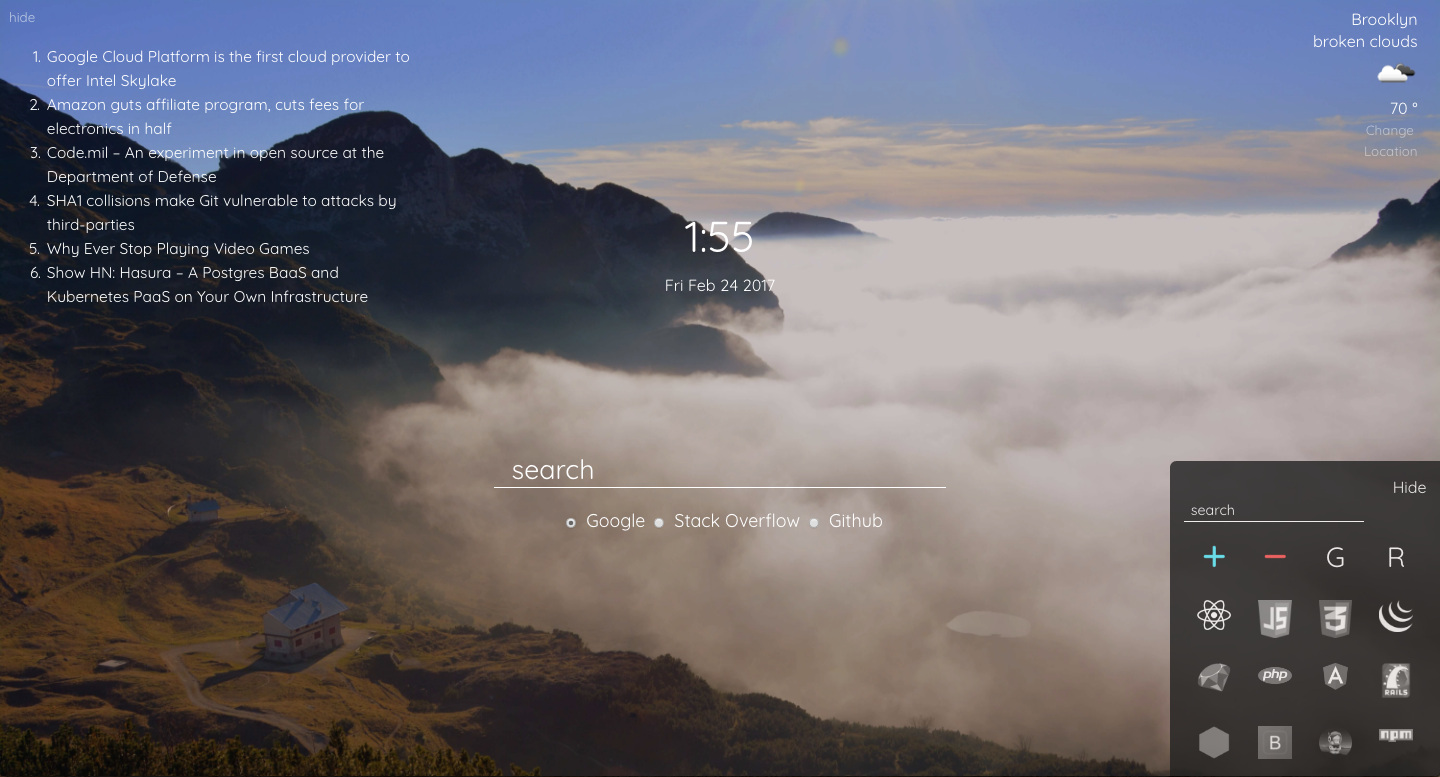 hide
1. Google Cloud Platform is the first cloud provider to
offer Intel Skylake
2. Amazon guts affiliate program, cuts fees for
electronics in half
3. Code.mil – An experiment in open source at the
Department of Defense
4. SHA1 collisions make Git vulnerable to attacks by
third-parties
5. Why Ever Stop Playing Video Games
6. Show HN: Hasura – A Postgres BaaS and
Kubernetes PaaS on Your Own Infrastructure
Brooklyn
broken clouds
70 °
Change
Location
1:55
Fri Feb 24 2017
search
Google Stack Overflow Github
Hide
search
G R
JS 3
php A RAILS
B npm